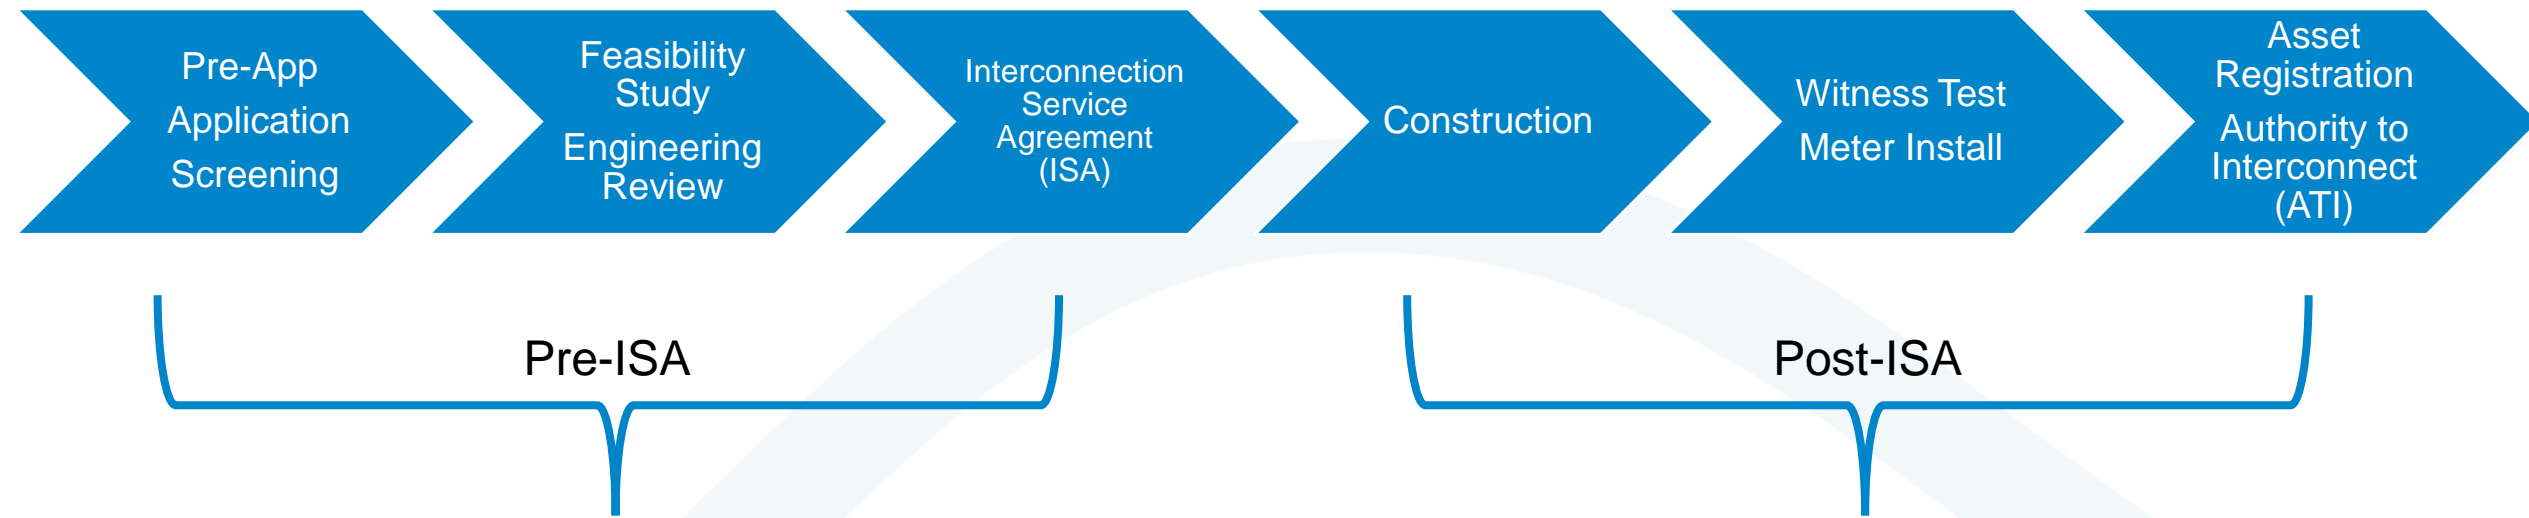 Pre-App
Application
Screening
Feasibility
Study
Engineering
Review
Interconnection
Service
Agreement
(ISA)
Construction
Witness Test
Meter Install
Asset
Registration
Authority to
Interconnect
(ATI)
Pre-ISA
Post-ISA